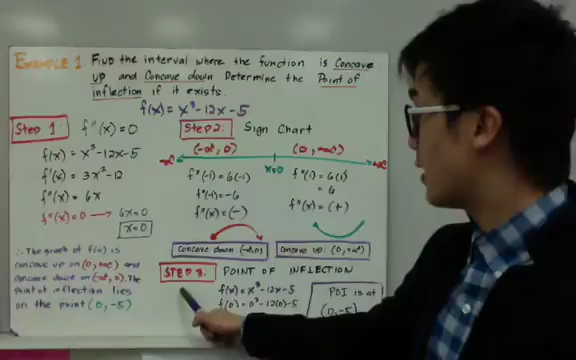 EXAMPLE 1. Find the interval where the function is Concave
up and Concave down Determine the Point of
inflection if it exists.
f(x) = x³-12x-5
Step 1:
f"(x)=0
f(x) = x³-12x-5
f'(x) = 3x²-12
f"(x) = 6x
f"(x)=0 → 6x=0
x=0
∴ The graph of f(x) is
concave up on (0,+∞) and
concave down on (-∞,0). The
point of inflection lies
on the point (0,-5)
Step 2: Sign Chart
(-∞, 0) (0, +∞)
-∞ x=0 +∞
f"(-1) = 6(-1) f"(1) = 6(1)
f"(-1) = -6 = 6
f"(x) = (-) f"(x) = (+)
Concave down (-∞,0) Concave up: (0,+∞)
STEP 3: POINT OF INFLECTION
f(x) = x³-12x-5
f(0) = 0³-12(0)-5
POI is at
(0,-5)